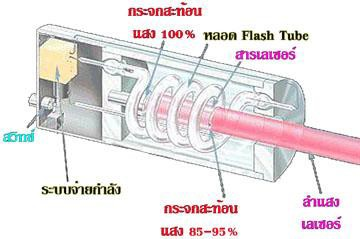 กระจกสะท้อน
แสง 100%
หลอด Flash Tube
สารเลเซอร์
สวิทซ์
ระบบจ่ายกำลัง
กระจกสะท้อน
แสง 85-95%
ลำแสง
เลเซอร์